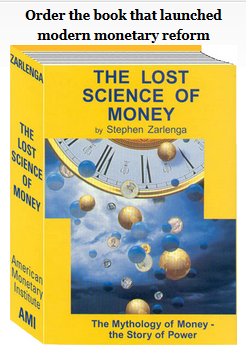 Order the book that launched
modern monetary reform
ZARLENGA
THE LOST
SCIENCE OF
MONEY
American
Monetary
Institute
AMI
THE LOST
SCIENCE OF
MONEY
by Stephen Zarlenga
The Mythology of Money -
the Story of Power